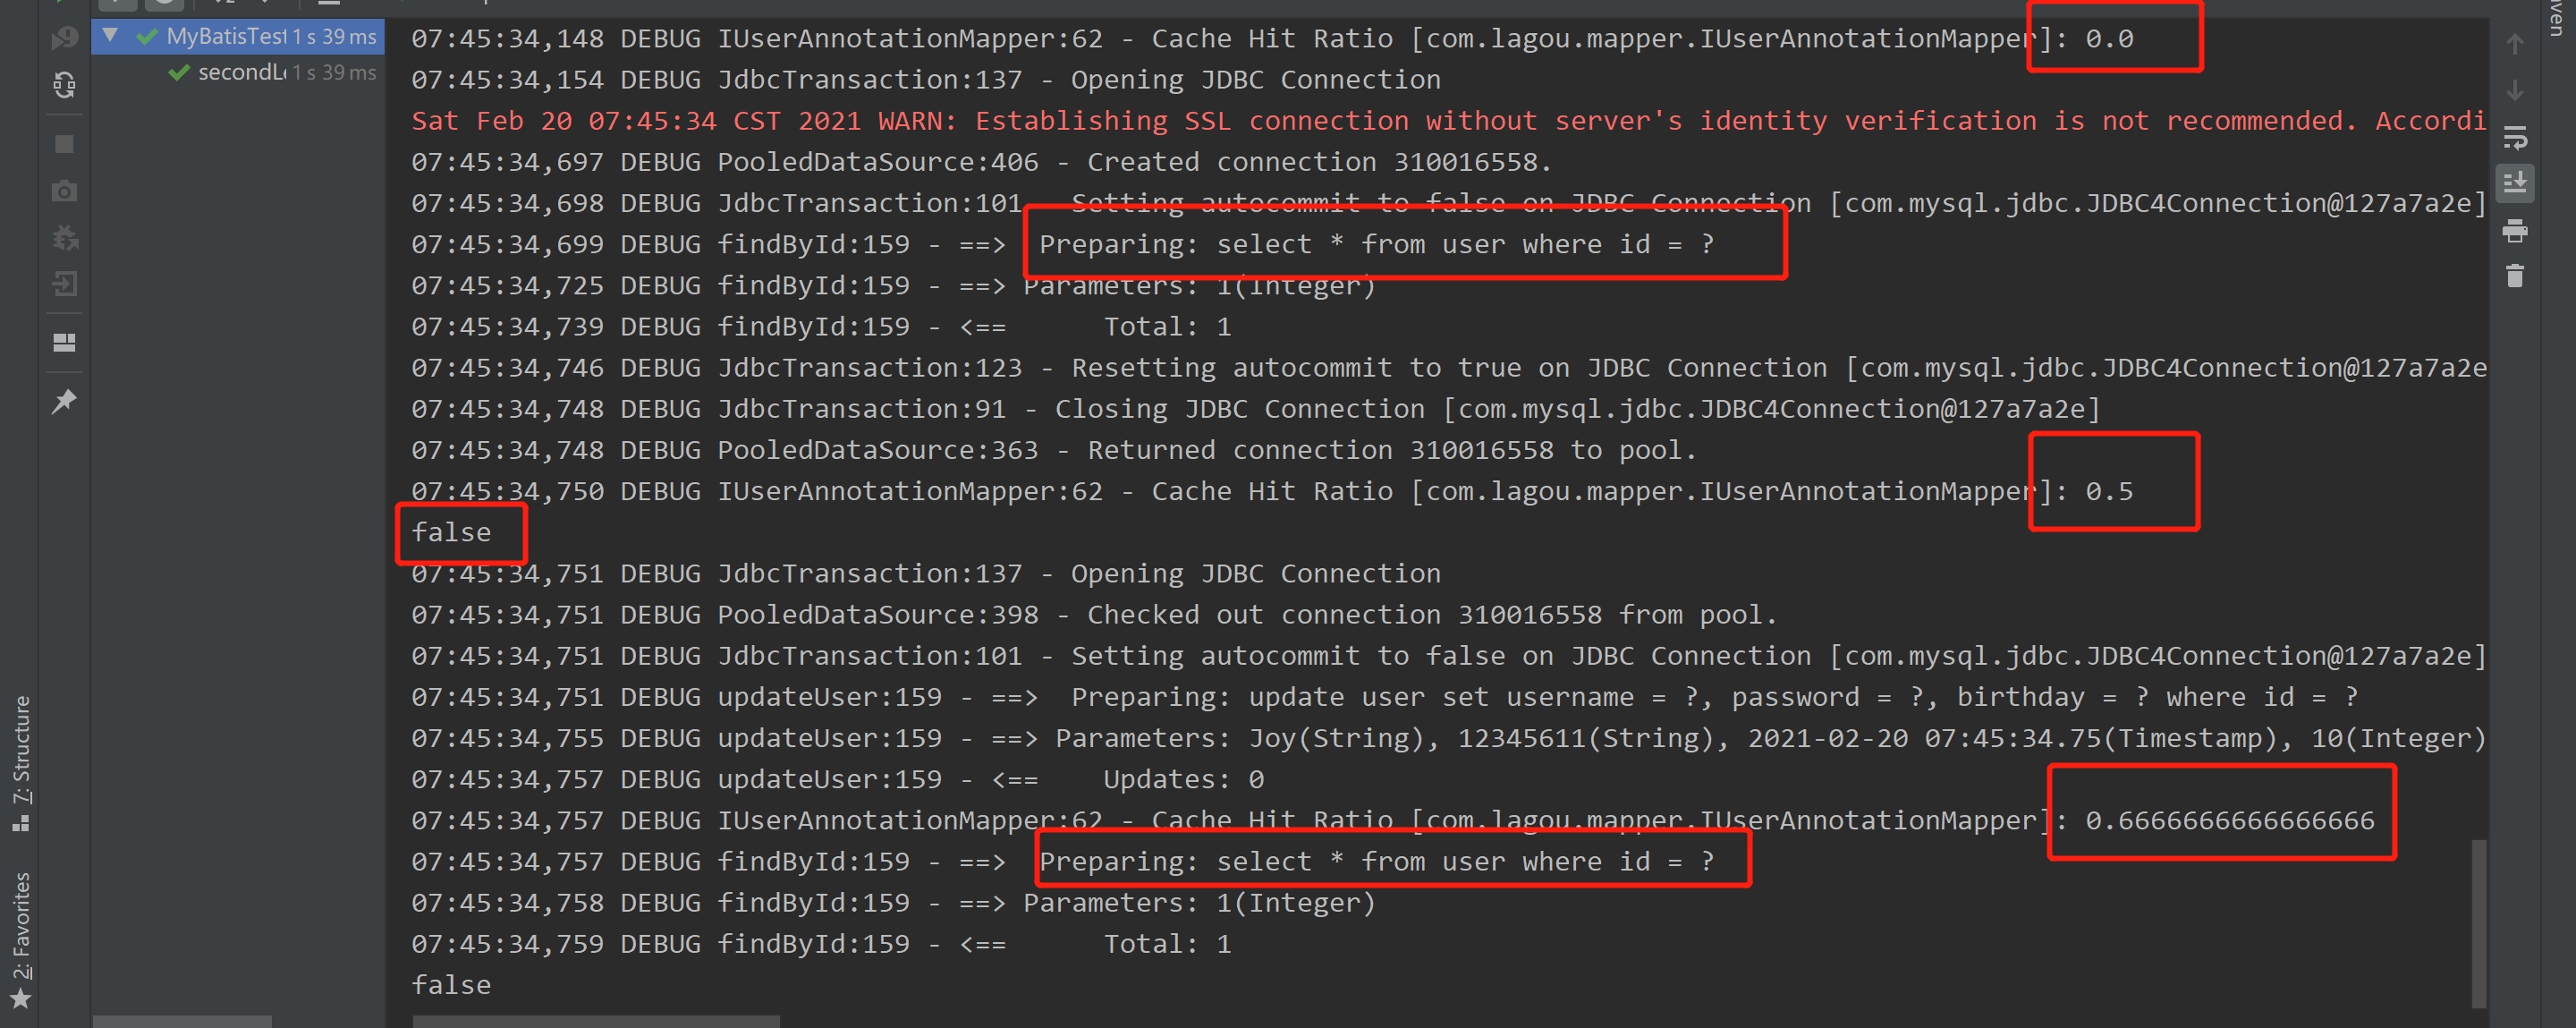 MyBatisTest 1 s 39 ms
secondLe 1 s 39 ms
07:45:34,148 DEBUG IUserAnnotationMapper:62 - Cache Hit Ratio [com.lagou.mapper.IUserAnnotationMapper]: 0.0
07:45:34,154 DEBUG JdbcTransaction:137 - Opening JDBC Connection
Sat Feb 20 07:45:34 CST 2021 WARN: Establishing SSL connection without server's identity verification is not recommended. Accordi
07:45:34,697 DEBUG PooledDataSource:406 - Created connection 310016558.
07:45:34,698 DEBUG JdbcTransaction:101 - Setting autocommit to false on JDBC Connection [com.mysql.jdbc.JDBC4Connection@127a7a2e]
07:45:34,699 DEBUG findById:159 - ==>  Preparing: select * from user where id = ?
07:45:34,725 DEBUG findById:159 - ==> Parameters: 1(Integer)
07:45:34,739 DEBUG findById:159 - <==      Total: 1
07:45:34,746 DEBUG JdbcTransaction:123 - Resetting autocommit to true on JDBC Connection [com.mysql.jdbc.JDBC4Connection@127a7a2e
07:45:34,748 DEBUG JdbcTransaction:91 - Closing JDBC Connection [com.mysql.jdbc.JDBC4Connection@127a7a2e]
07:45:34,748 DEBUG PooledDataSource:363 - Returned connection 310016558 to pool.
07:45:34,750 DEBUG IUserAnnotationMapper:62 - Cache Hit Ratio [com.lagou.mapper.IUserAnnotationMapper]: 0.5
false
07:45:34,751 DEBUG JdbcTransaction:137 - Opening JDBC Connection
07:45:34,751 DEBUG PooledDataSource:398 - Checked out connection 310016558 from pool.
07:45:34,751 DEBUG JdbcTransaction:101 - Setting autocommit to false on JDBC Connection [com.mysql.jdbc.JDBC4Connection@127a7a2e]
07:45:34,751 DEBUG updateUser:159 - ==>  Preparing: update user set username = ?, password = ?, birthday = ? where id = ?
07:45:34,755 DEBUG updateUser:159 - ==> Parameters: Joy(String), 12345611(String), 2021-02-20 07:45:34.75(Timestamp), 10(Integer)
07:45:34,757 DEBUG updateUser:159 - <==    Updates: 0
07:45:34,757 DEBUG IUserAnnotationMapper:62 - Cache Hit Ratio [com.lagou.mapper.IUserAnnotationMapper]: 0.6666666666666666
07:45:34,757 DEBUG findById:159 - ==>  Preparing: select * from user where id = ?
07:45:34,758 DEBUG findById:159 - ==> Parameters: 1(Integer)
07:45:34,759 DEBUG findById:159 - <==      Total: 1
false
7: Structure
2: Favorites